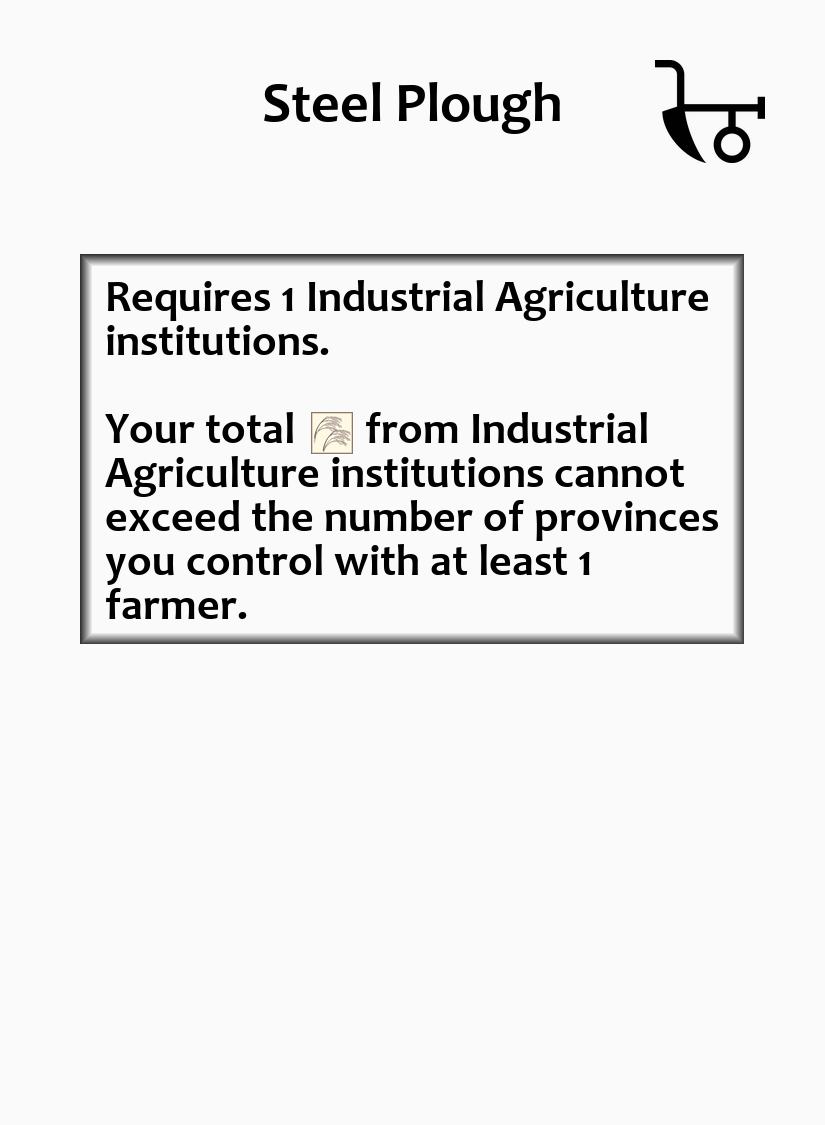 Steel Plough
Requires 1 Industrial Agriculture
institutions.
Your total from Industrial
Agriculture institutions cannot
exceed the number of provinces
you control with at least 1
farmer.